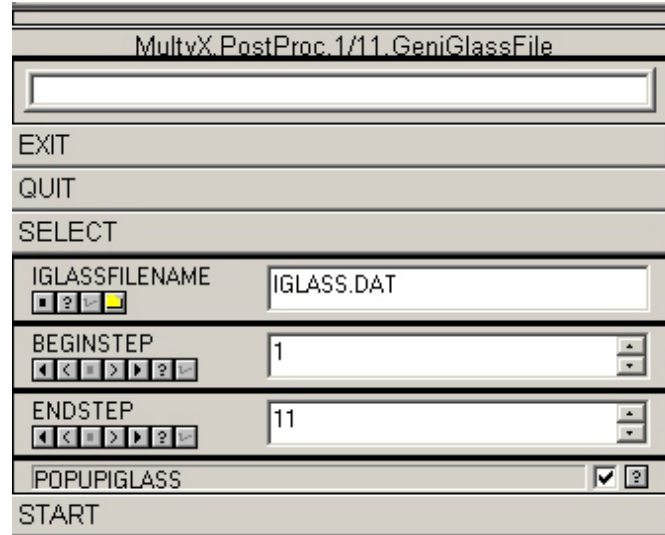 MultyX.PostProc.1/11.GeniGlassFile
EXIT
QUIT
SELECT
IGLASSFILENAME
IGLASS.DAT
BEGINSTEP
1
ENDSTEP
11
POPUPIGLASS
START